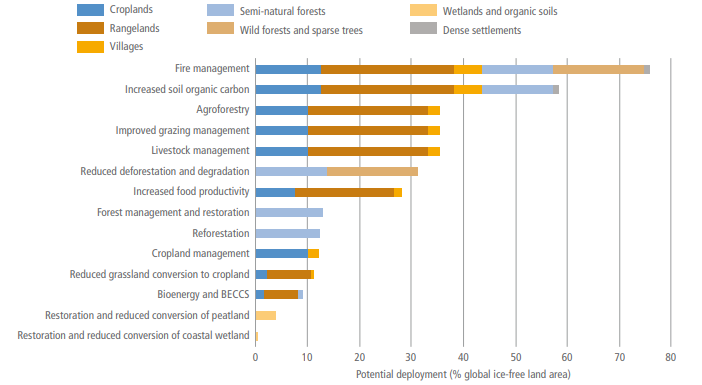 Croplands
Semi-natural forests
Wetlands and organic soils
Rangelands
Wild forests and sparse trees
Dense settlements
Villages
Fire management
Increased soil organic carbon
Agroforestry
Improved grazing management
Livestock management
Reduced deforestation and degradation
Increased food productivity
Forest management and restoration
Reforestation
Cropland management
Reduced grassland conversion to cropland
Bioenergy and BECCS
Restoration and reduced conversion of peatland
Restoration and reduced conversion of coastal wetland
0 10 20 30 40 50 60 70 80
Potential deployment (% global ice-free land area)